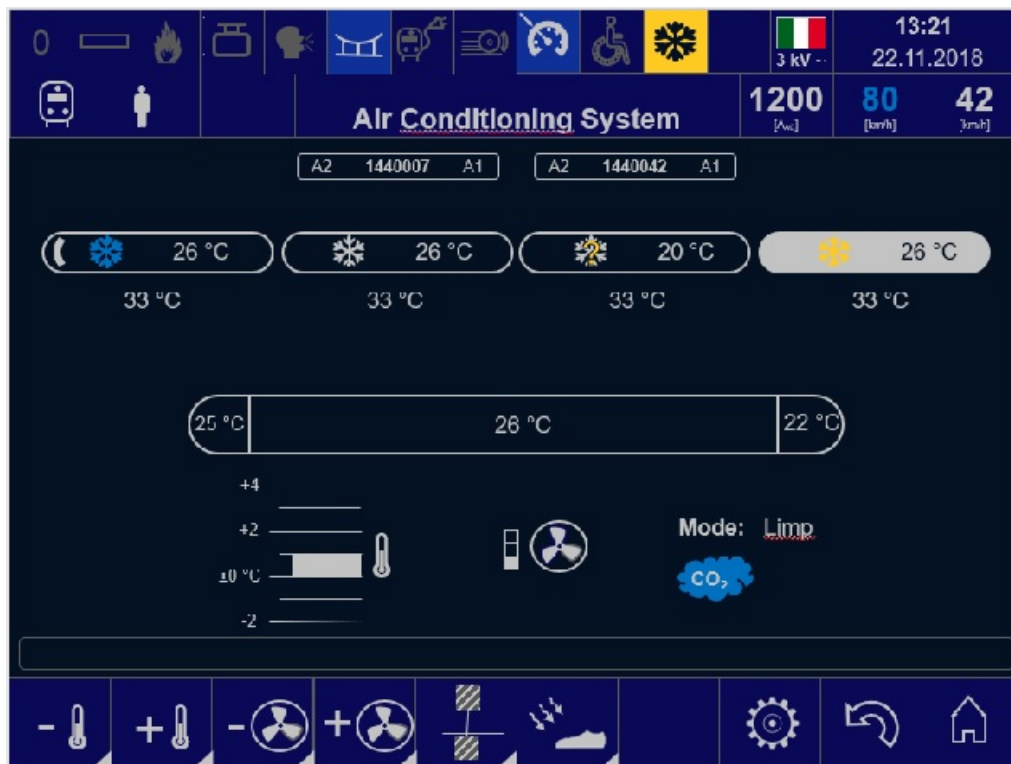 0
3 kV
13:21
22.11.2018
Air Conditioning System
1200 80 42
[km/h] [km/h]
A2 1440007 A1 A2 1440042 A1
26 °C 26 °C ? 20 °C 26 °C
33 °C 33 °C 33 °C 33 °C
25 °C 26 °C 22 °C
+4
+2
±0 °C
-2
Mode: Limp
CO₂
- + - +